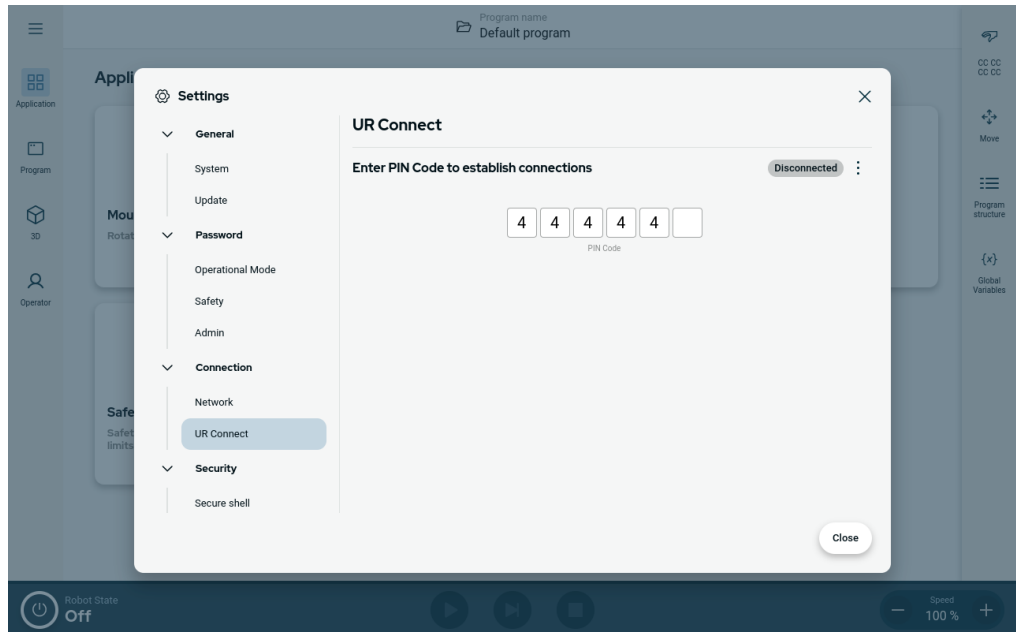 Program name
Default program
CC CC
CC CC
Application
Program
3D
Operator
Appli
Mou
Rotat
Safe
Safet
limits
Settings
General
System
Update
Password
Operational Mode
Safety
Admin
Connection
Network
UR Connect
Security
Secure shell
UR Connect
Enter PIN Code to establish connections
Disconnected
4 4 4 4 4
PIN Code
Close
Move
Program
structure
{x}
Global
Variables
Robot State
Off
Speed
100 %